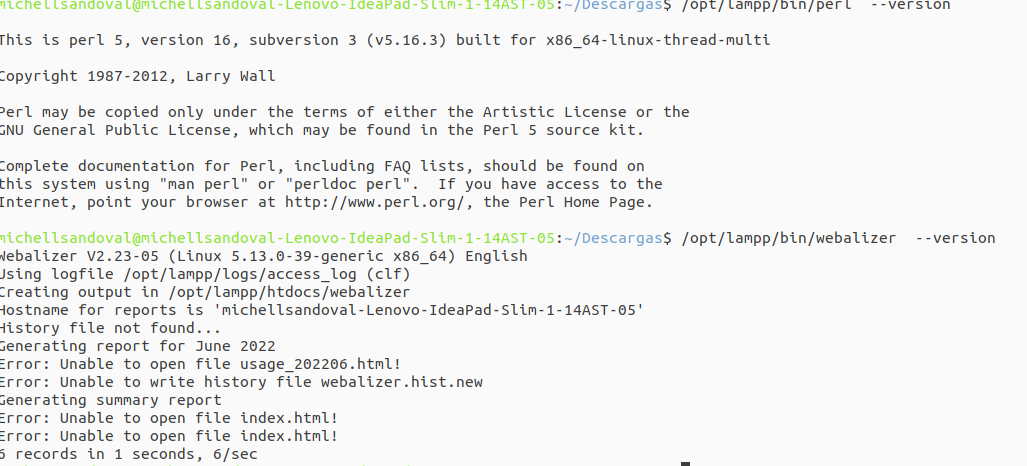 michellsandoval@michellsandoval-Lenovo-IdeaPad-Slim-1-14AST-05:~/Descargas$ /opt/lampp/bin/perl  --version
This is perl 5, version 16, subversion 3 (v5.16.3) built for x86_64-linux-thread-multi
Copyright 1987-2012, Larry Wall
Perl may be copied only under the terms of either the Artistic License or the
GNU General Public License, which may be found in the Perl 5 source kit.
Complete documentation for Perl, including FAQ lists, should be found on
this system using "man perl" or "perldoc perl".  If you have access to the
Internet, point your browser at http://www.perl.org/, the Perl Home Page.
michellsandoval@michellsandoval-Lenovo-IdeaPad-Slim-1-14AST-05:~/Descargas$ /opt/lampp/bin/webalizer  --version
Webalizer V2.23-05 (Linux 5.13.0-39-generic x86_64) English
Using logfile /opt/lampp/logs/access_log (clf)
Creating output in /opt/lampp/htdocs/webalizer
Hostname for reports is 'michellsandoval-Lenovo-IdeaPad-Slim-1-14AST-05'
History file not found...
Generating report for June 2022
Error: Unable to open file usage_202206.html!
Error: Unable to write history file webalizer.hist.new
Generating summary report
Error: Unable to open file index.html!
Error: Unable to open file index.html!
6 records in 1 seconds, 6/sec